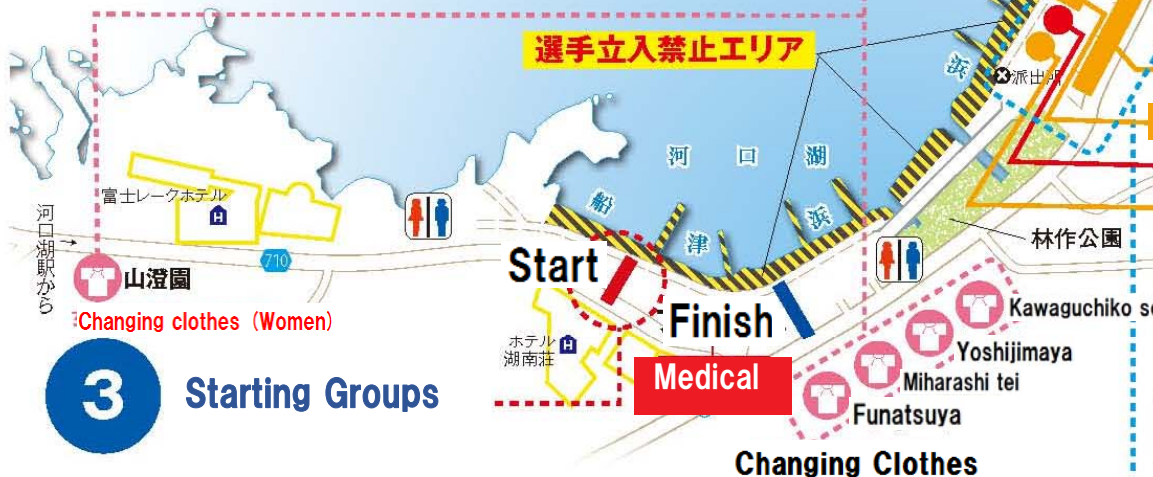 選手立入禁止エリア
浜
派出所
河口湖
富士レークホテル
H
船津浜
河口湖駅から
710
山澄園
Changing clothes (Women)
Start
Finish
林作公園
ホテル
湖南荘
H
Medical
Kawaguchiko se
Yoshijimaya
Miharashi tei
Funatsuya
3
Starting Groups
Changing Clothes